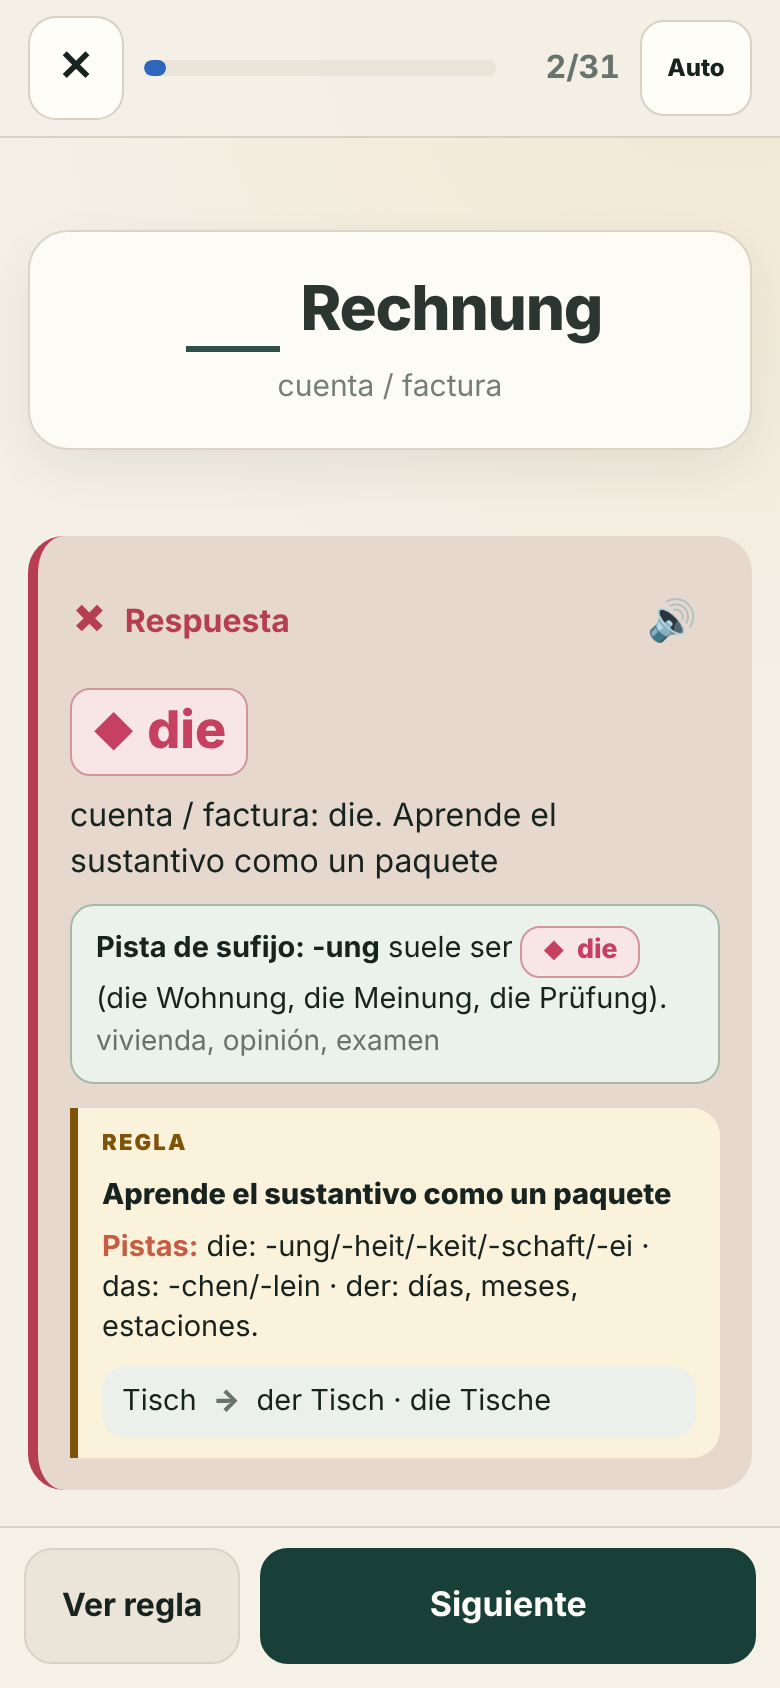 ✕ 2/31 Auto
___ Rechnung
cuenta / factura
✖ Respuesta
◆ die
cuenta / factura: die. Aprende el
sustantivo como un paquete
Pista de sufijo: -ung suele ser ◆ die
(die Wohnung, die Meinung, die Prüfung).
vivienda, opinión, examen
REGLA
Aprende el sustantivo como un paquete
Pistas: die: -ung/-heit/-keit/-schaft/-ei ·
das: -chen/-lein · der: días, meses,
estaciones.
Tisch → der Tisch · die Tische
Ver regla
Siguiente